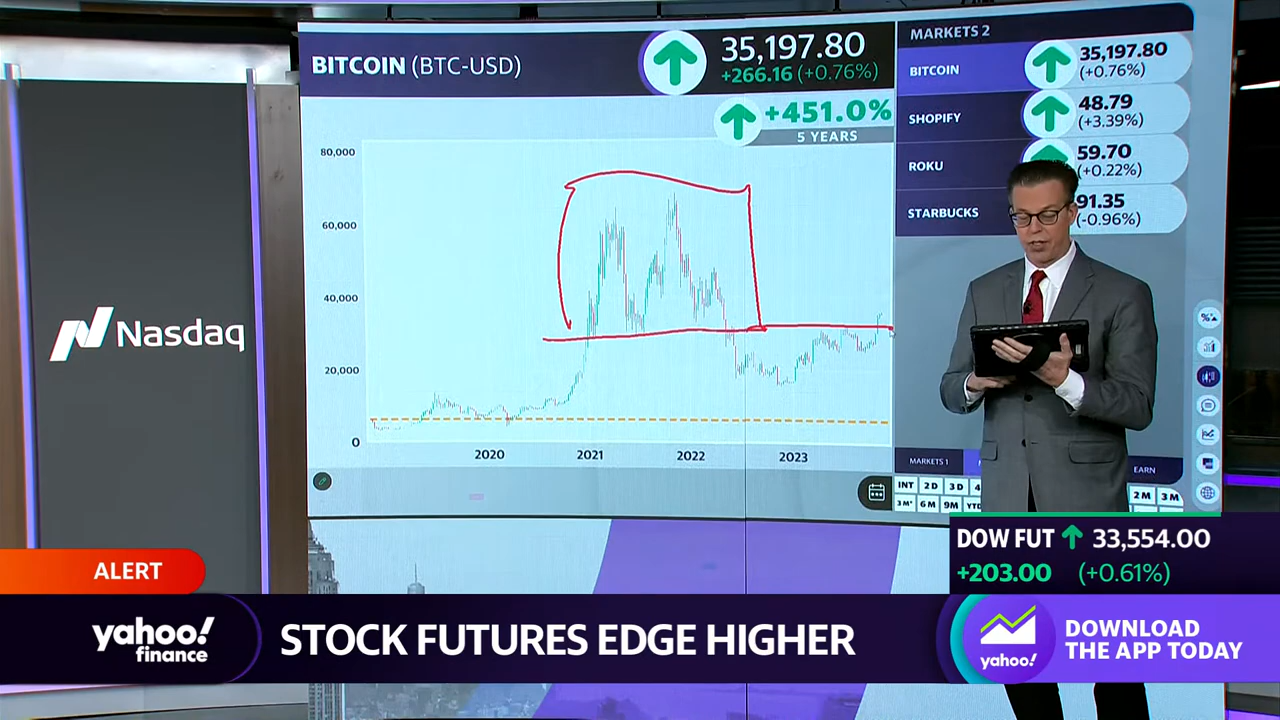 BITCOIN (BTC-USD)
35,197.80
+266.16 (+0.76%)
+451.0%
5 YEARS
80,000
60,000
40,000
20,000
0
2020 2021 2022 2023
MARKETS 2
BITCOIN 35,197.80
(+0.76%)
SHOPIFY 48.79
(+3.39%)
ROKU 59.70
(+0.22%)
STARBUCKS 91.35
(-0.96%)
MARKETS 1
EARN
INT 2D 3D 4
2M 3M
3M* 6M 9M YTD
Nasdaq
DOW FUT 33,554.00
+203.00 (+0.61%)
ALERT
yahoo!
finance
STOCK FUTURES EDGE HIGHER
yahoo!
DOWNLOAD
THE APP TODAY